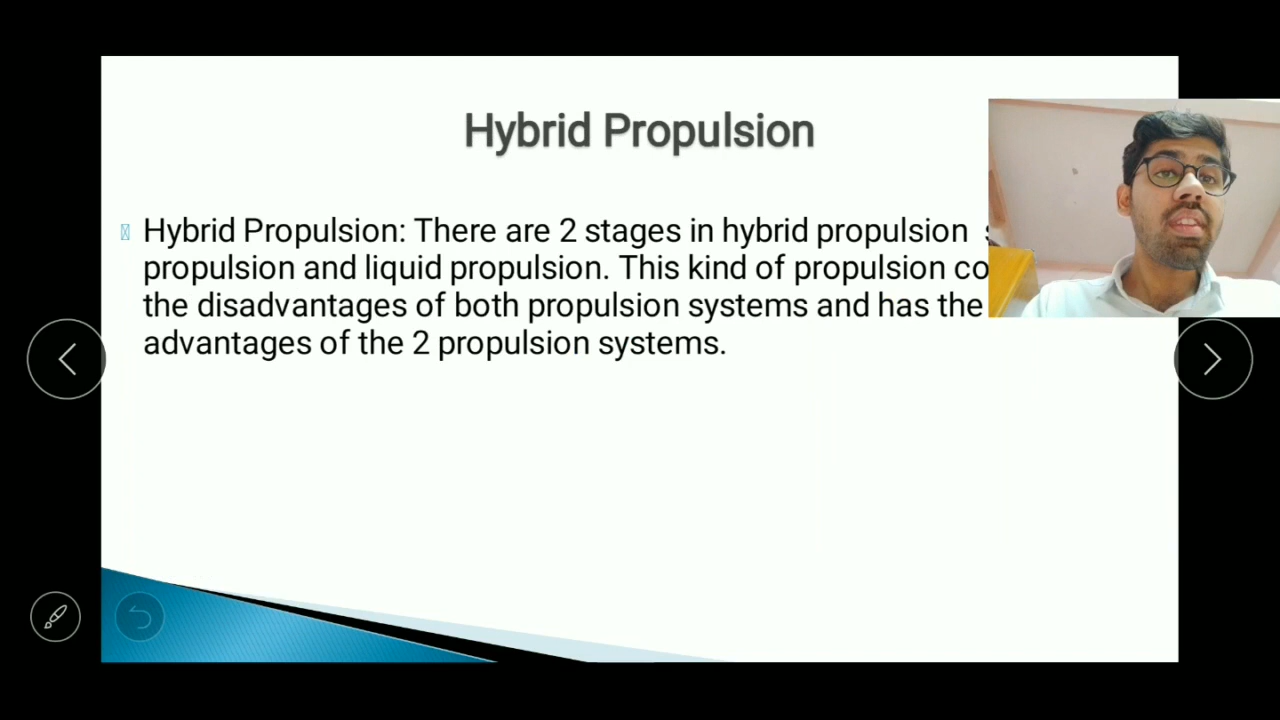 Hybrid Propulsion
Hybrid Propulsion: There are 2 stages in hybrid propulsion
propulsion and liquid propulsion. This kind of propulsion
the disadvantages of both propulsion systems and has the
advantages of the 2 propulsion systems.